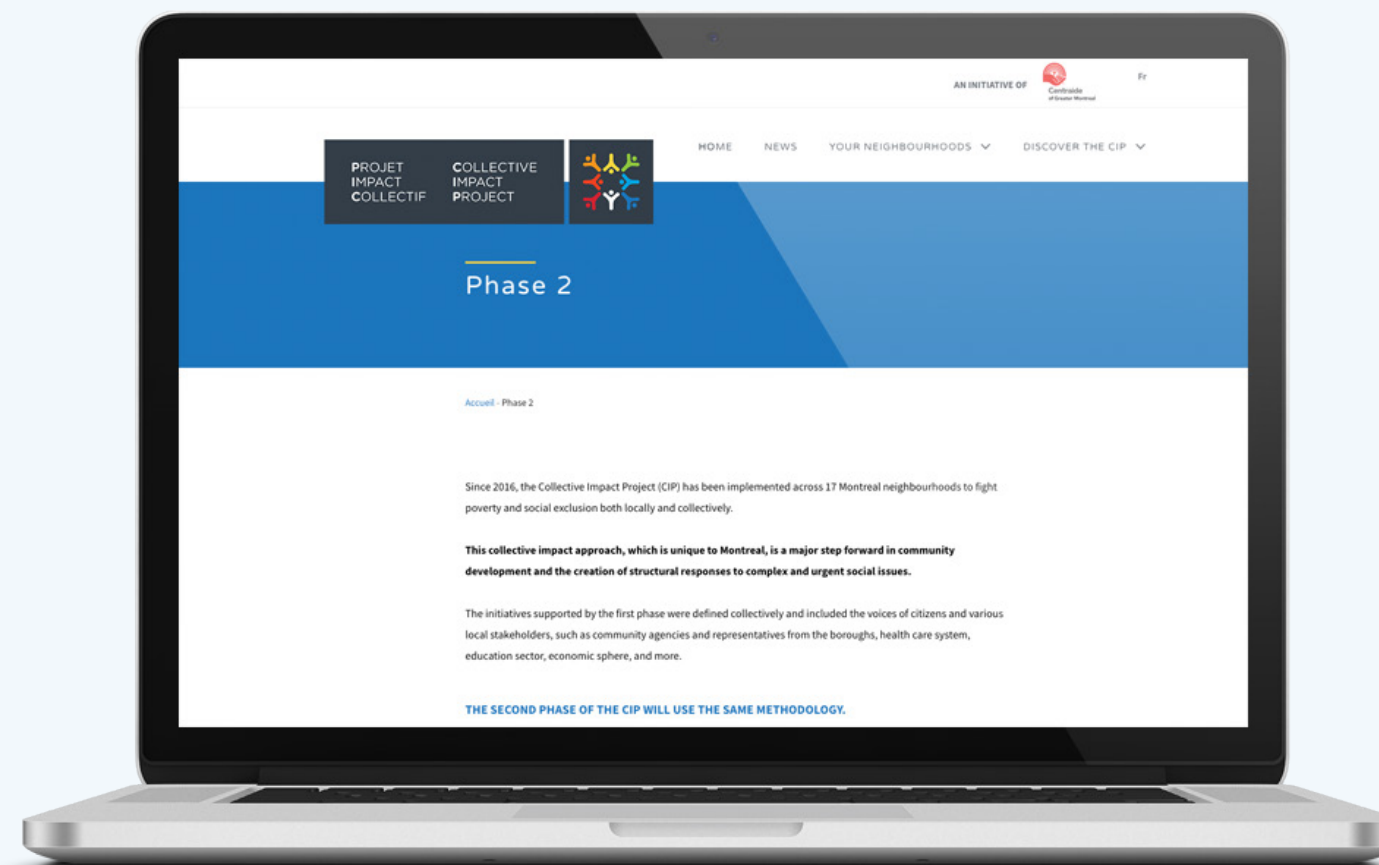 AN INITIATIVE OF
Centraide
of Greater Montreal
Fr
PROJET
IMPACT
COLLECTIF
COLLECTIVE
IMPACT
PROJECT
HOME NEWS YOUR NEIGHBOURHOODS DISCOVER THE CIP
Phase 2
Accueil - Phase 2
Since 2016, the Collective Impact Project (CIP) has been implemented across 17 Montreal neighbourhoods to fight
poverty and social exclusion both locally and collectively.
This collective impact approach, which is unique to Montreal, is a major step forward in community
development and the creation of structural responses to complex and urgent social issues.
The initiatives supported by the first phase were defined collectively and included the voices of citizens and various
local stakeholders, such as community agencies and representatives from the boroughs, health care system,
education sector, economic sphere, and more.
THE SECOND PHASE OF THE CIP WILL USE THE SAME METHODOLOGY.